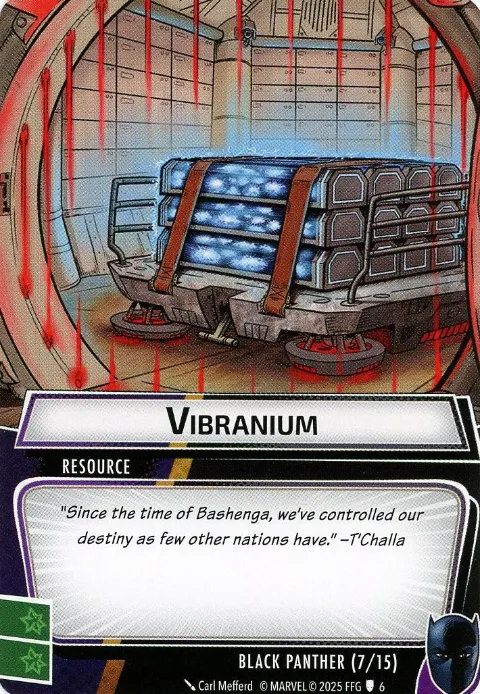 VIBRANIUM
RESOURCE
"Since the time of Bashenga, we've controlled our
destiny as few other nations have." –T'Challa
BLACK PANTHER (7/15)
Carl Mefferd © MARVEL © 2025 FFG 6